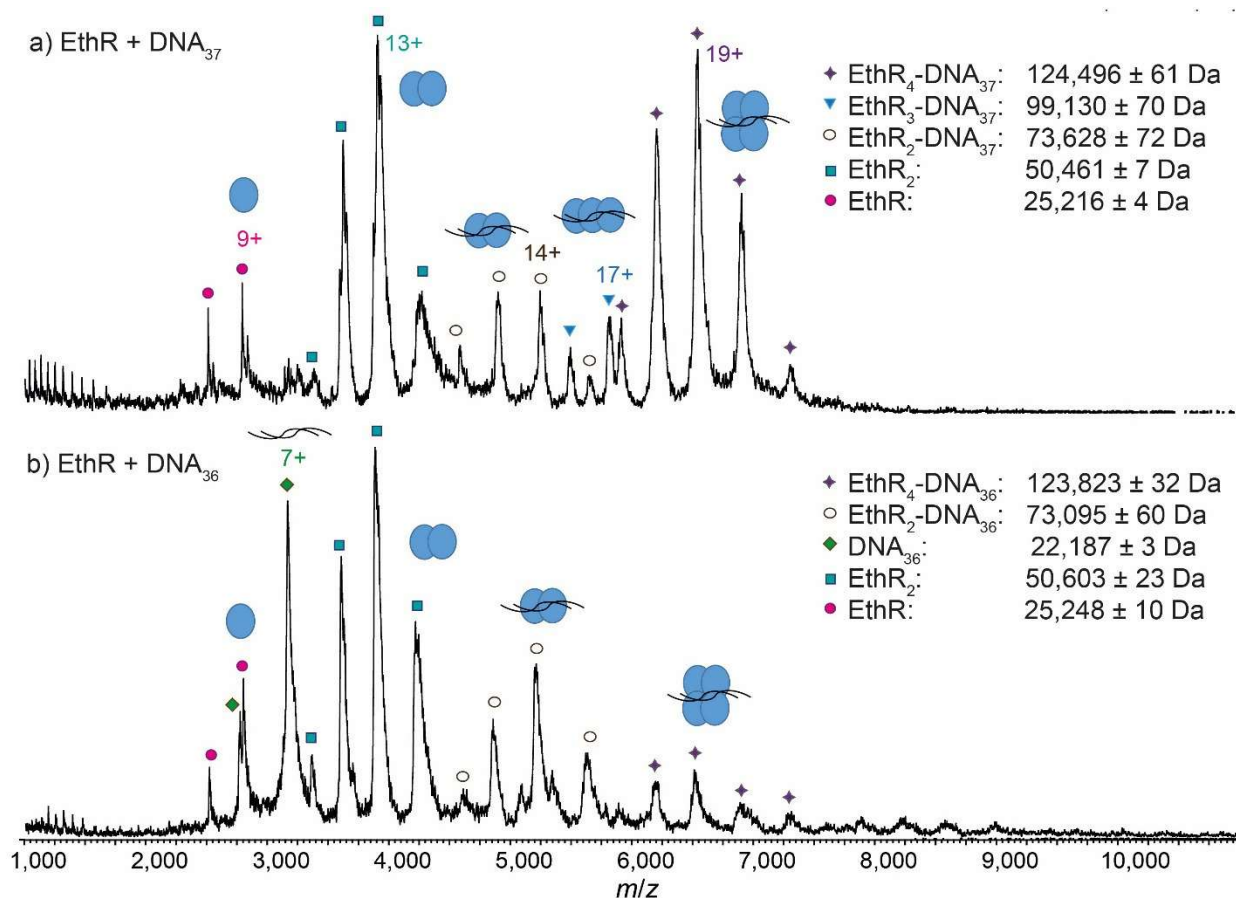 a) EthR + DNA37
13+
19+
9+
14+
17+
EthR4-DNA37: 124,496 ± 61 Da
EthR3-DNA37: 99,130 ± 70 Da
EthR2-DNA37: 73,628 ± 72 Da
EthR2: 50,461 ± 7 Da
EthR: 25,216 ± 4 Da
b) EthR + DNA36
7+
EthR4-DNA36: 123,823 ± 32 Da
EthR2-DNA36: 73,095 ± 60 Da
DNA36: 22,187 ± 3 Da
EthR2: 50,603 ± 23 Da
EthR: 25,248 ± 10 Da
1,000 2,000 3,000 4,000 5,000 6,000 7,000 8,000 9,000 10,000
m/z